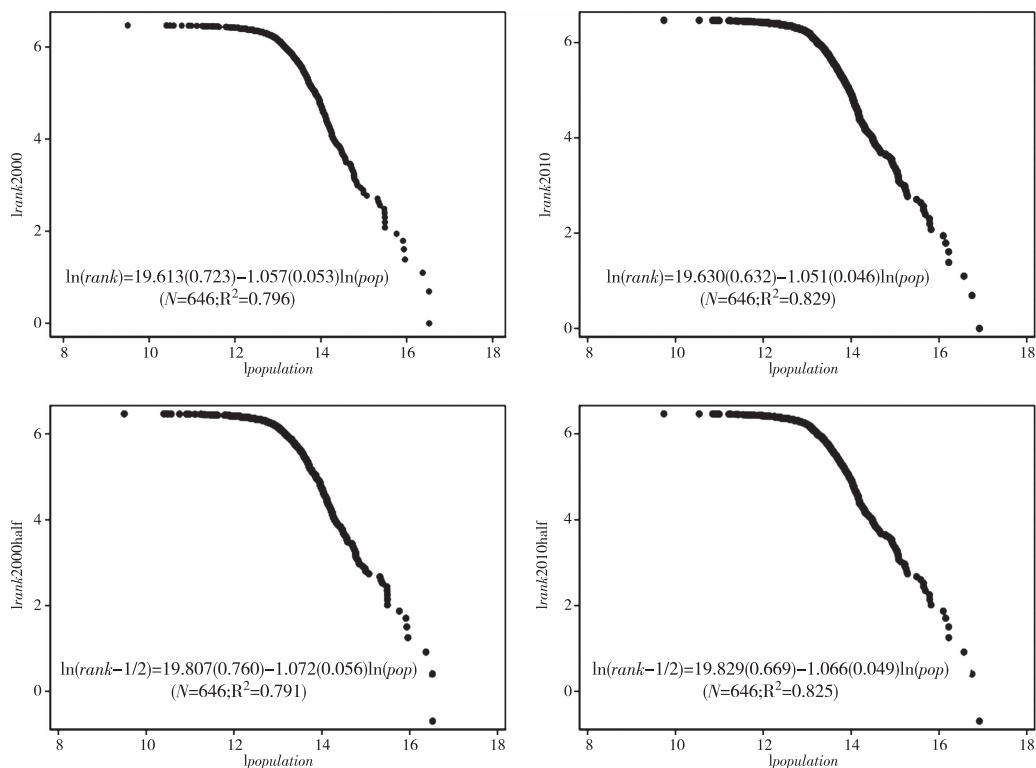 6
4
2
0
lrank2000
ln(rank)=19.613(0.723)−1.057(0.053)ln(pop)
(N=646;R²=0.796)
8 10 12 14 16 18
lpopulation
6
4
2
0
lrank2010
ln(rank)=19.630(0.632)−1.051(0.046)ln(pop)
(N=646;R²=0.829)
8 10 12 14 16 18
lpopulation
6
4
2
0
lrank2000half
ln(rank−1/2)=19.807(0.760)−1.072(0.056)ln(pop)
(N=646;R²=0.791)
8 10 12 14 16 18
lpopulation
6
4
2
0
lrank2010half
ln(rank−1/2)=19.829(0.669)−1.066(0.049)ln(pop)
(N=646;R²=0.825)
8 10 12 14 16 18
lpopulation